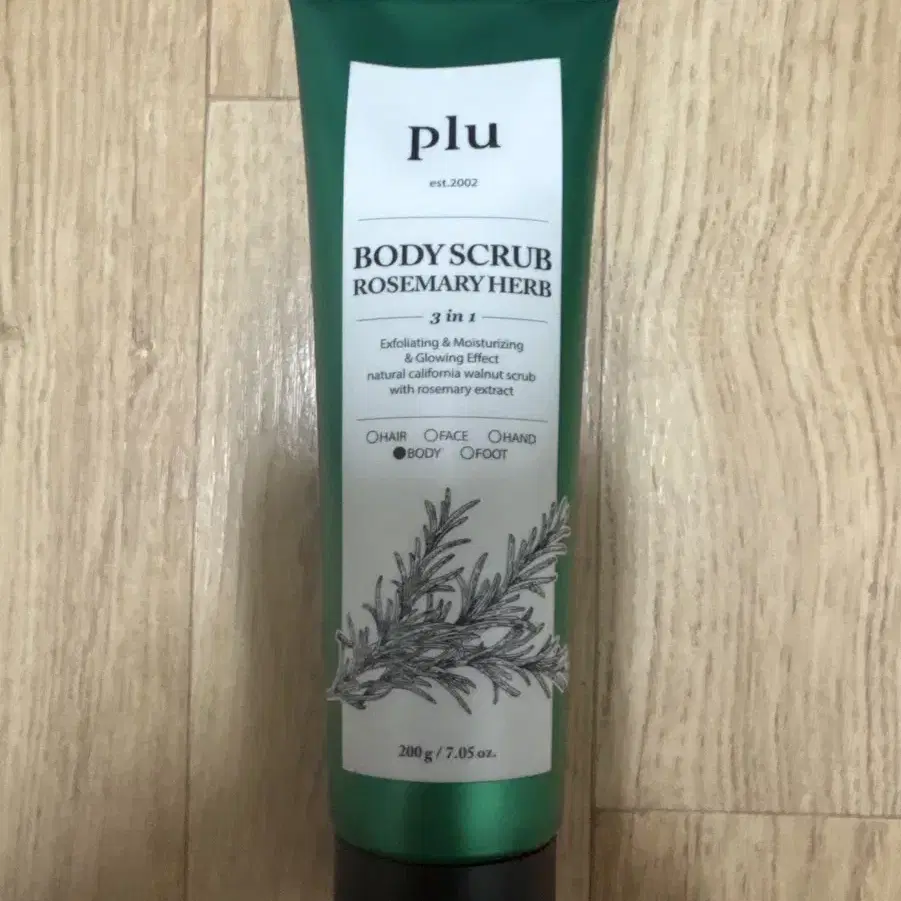 plu
est.2002
BODY SCRUB
ROSEMARY HERB
3 in 1
Exfoliating & Moisturizing
& Glowing Effect
natural california walnut scrub
with rosemary extract
○HAIR ○FACE ○HAND
●BODY ○FOOT
200 g / 7.05 oz.